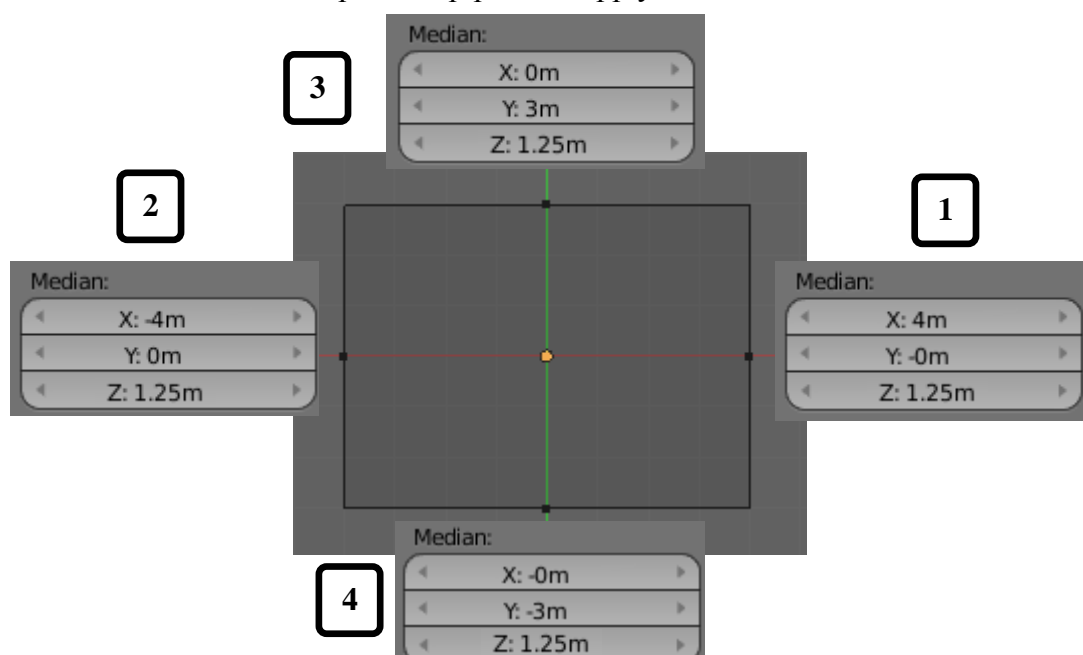 Median:
X: 0m
Y: 3m
Z: 1.25m
3
2
1
Median:
X: -4m
Y: 0m
Z: 1.25m
Median:
X: 4m
Y: -0m
Z: 1.25m
Median:
X: -0m
Y: -3m
Z: 1.25m
4